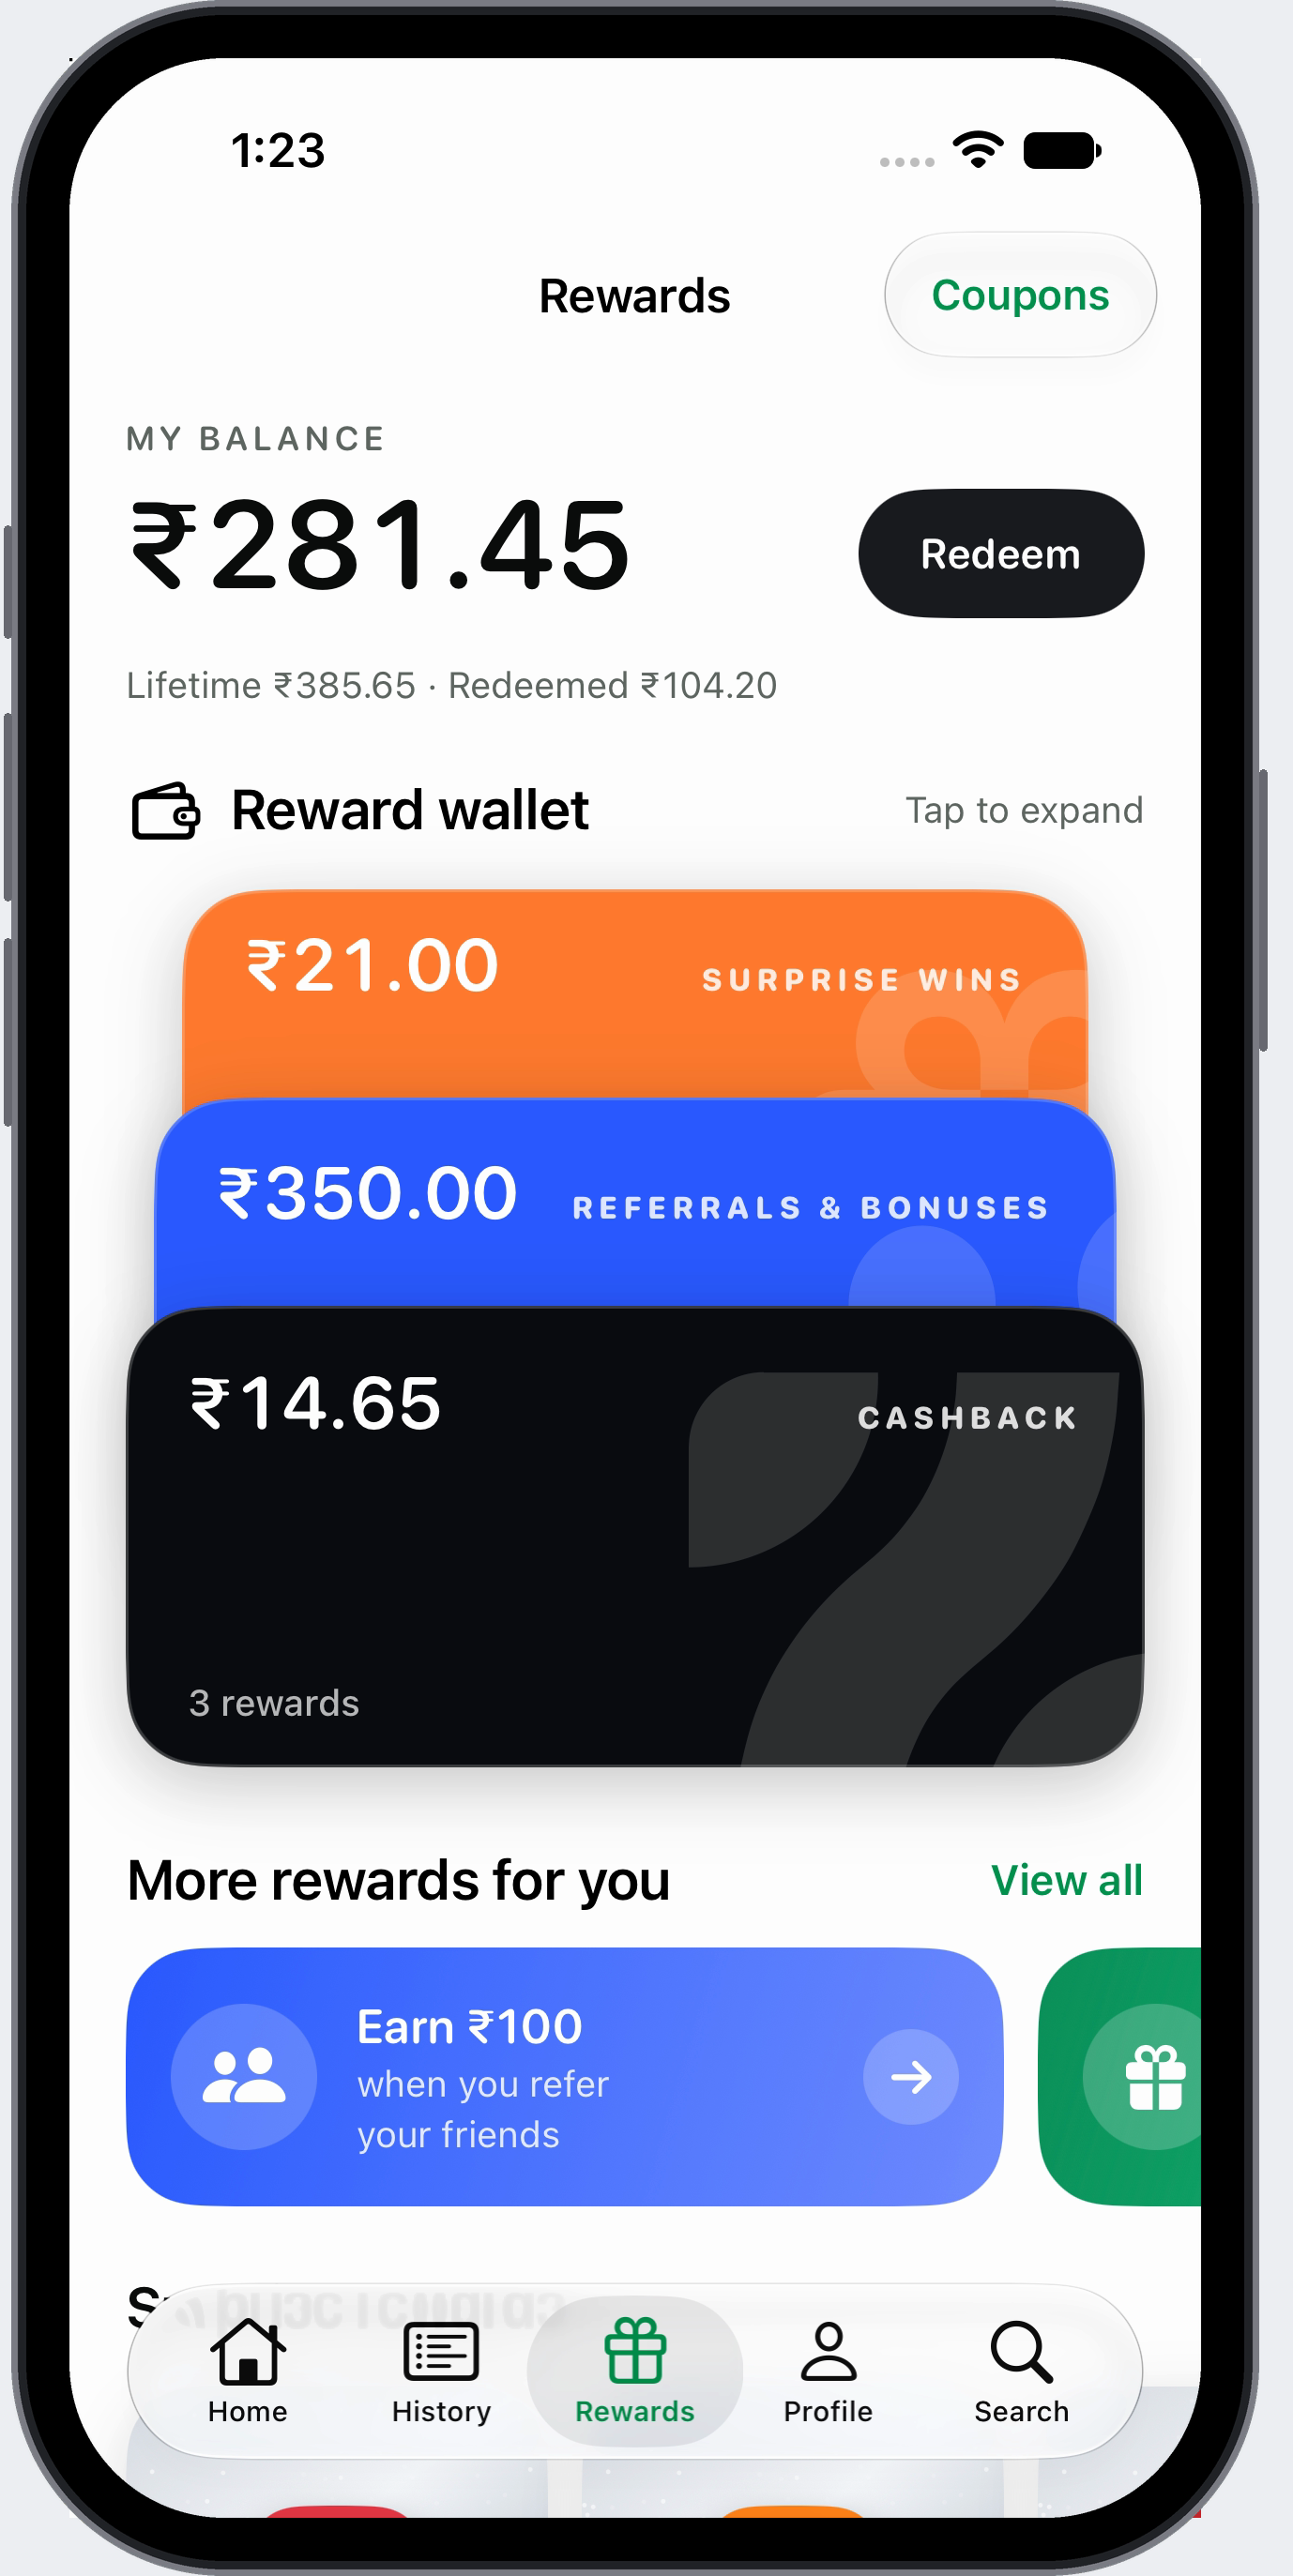 1:23
Rewards
Coupons
MY BALANCE
₹281.45
Redeem
Lifetime ₹385.65 · Redeemed ₹104.20
Reward wallet
Tap to expand
₹21.00
SURPRISE WINS
₹350.00
REFERRALS & BONUSES
₹14.65
CASHBACK
3 rewards
More rewards for you
View all
Earn ₹100
when you refer
your friends
Home
History
Rewards
Profile
Search